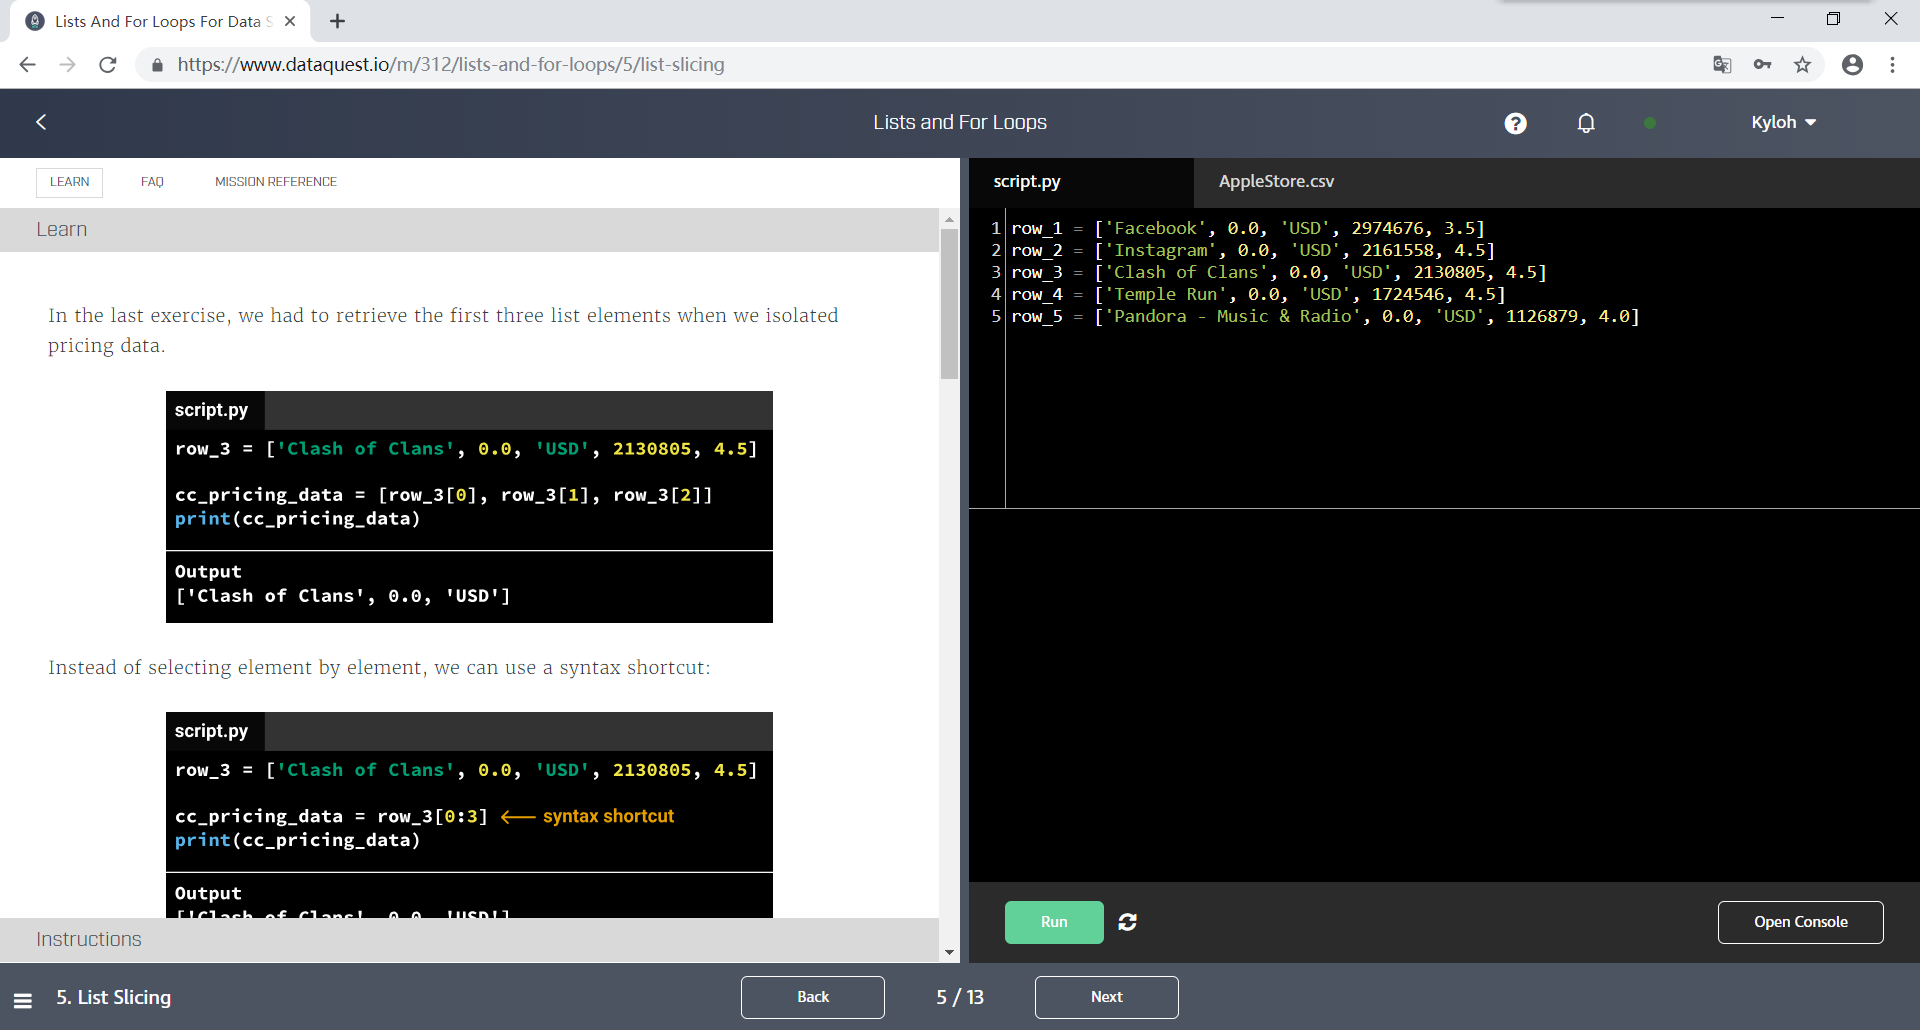 Lists And For Loops For Data S
https://www.dataquest.io/m/312/lists-and-for-loops/5/list-slicing
Lists and For Loops
Kyloh
LEARN
FAQ
MISSION REFERENCE
Learn
In the last exercise, we had to retrieve the first three list elements when we isolated
pricing data.
script.py
row_3 = ['Clash of Clans', 0.0, 'USD', 2130805, 4.5]
cc_pricing_data = [row_3[0], row_3[1], row_3[2]]
print(cc_pricing_data)
Output
['Clash of Clans', 0.0, 'USD']
Instead of selecting element by element, we can use a syntax shortcut:
script.py
row_3 = ['Clash of Clans', 0.0, 'USD', 2130805, 4.5]
cc_pricing_data = row_3[0:3] <— syntax shortcut
print(cc_pricing_data)
Output
['Clash of Clans', 0.0, 'USD']
Instructions
script.py
AppleStore.csv
1 row_1 = ['Facebook', 0.0, 'USD', 2974676, 3.5]
2 row_2 = ['Instagram', 0.0, 'USD', 2161558, 4.5]
3 row_3 = ['Clash of Clans', 0.0, 'USD', 2130805, 4.5]
4 row_4 = ['Temple Run', 0.0, 'USD', 1724546, 4.5]
5 row_5 = ['Pandora - Music & Radio', 0.0, 'USD', 1126879, 4.0]
Run
Open Console
5. List Slicing
Back
5 / 13
Next